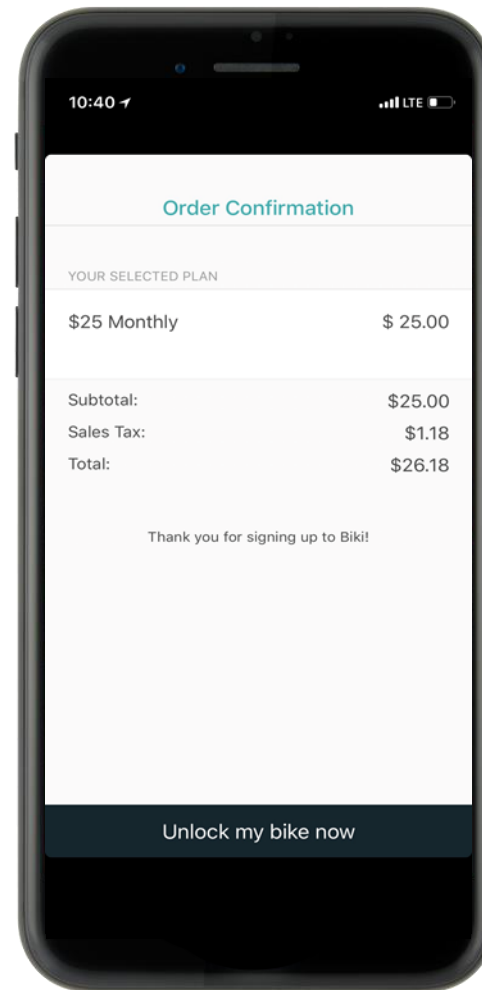 10:40 LTE
Order Confirmation
YOUR SELECTED PLAN
$25 Monthly $ 25.00
Subtotal: $25.00
Sales Tax: $1.18
Total: $26.18
Thank you for signing up to Biki!
Unlock my bike now